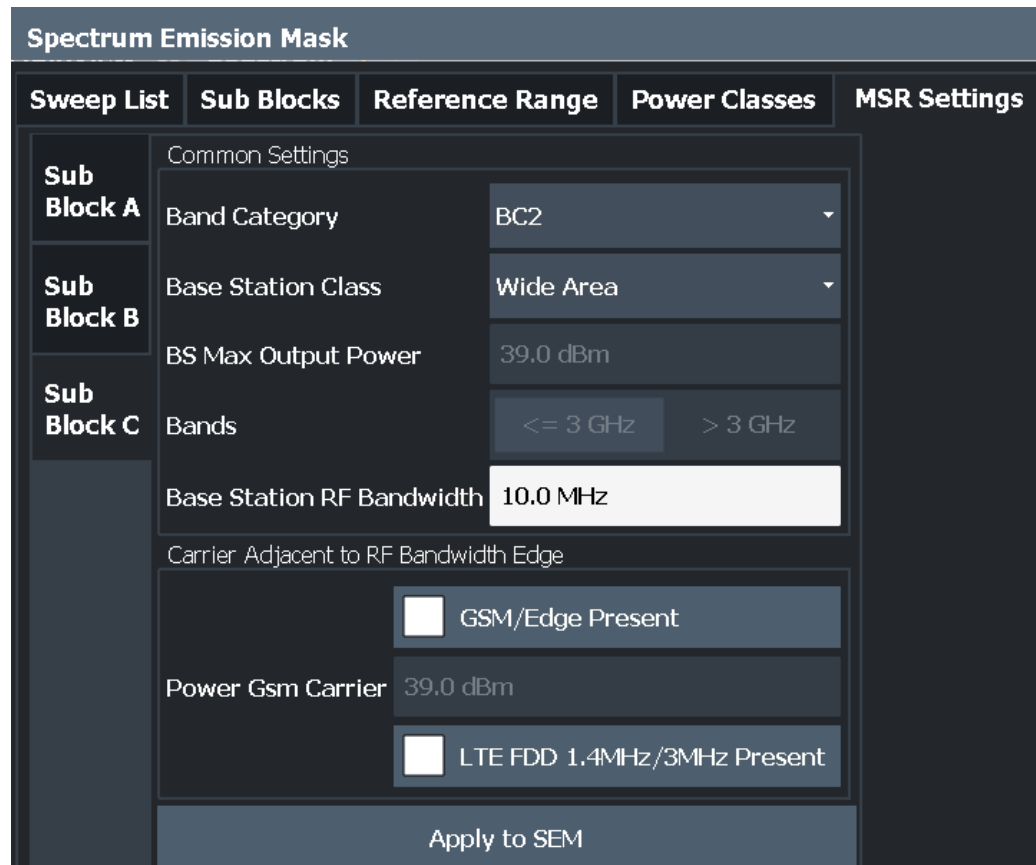 Spectrum Emission Mask
Sweep List Sub Blocks Reference Range Power Classes MSR Settings
Sub
Block A
Sub
Block B
Sub
Block C
Common Settings
Band Category BC2
Base Station Class Wide Area
BS Max Output Power 39.0 dBm
Bands <= 3 GHz > 3 GHz
Base Station RF Bandwidth 10.0 MHz
Carrier Adjacent to RF Bandwidth Edge
GSM/Edge Present
Power Gsm Carrier 39.0 dBm
LTE FDD 1.4MHz/3MHz Present
Apply to SEM